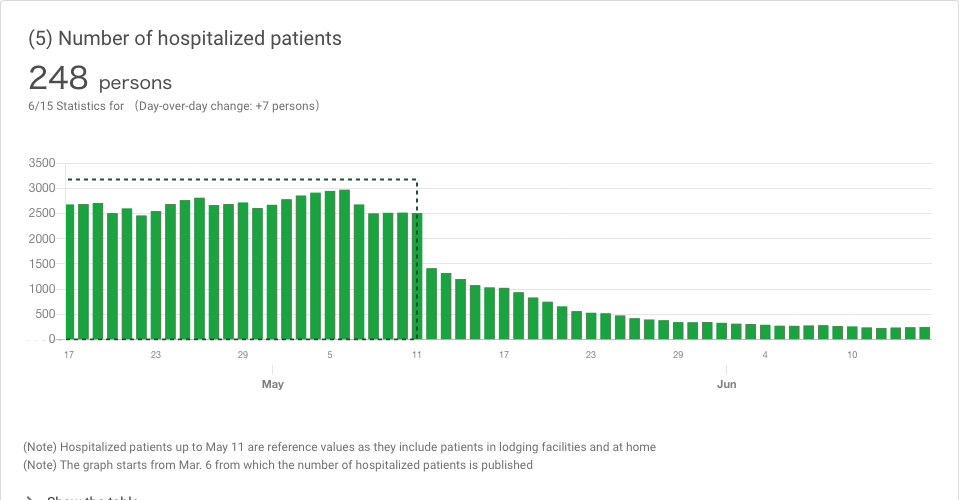 (5) Number of hospitalized patients
248 persons
6/15 Statistics for （Day-over-day change: +7 persons）
3500
3000
2500
2000
1500
1000
500
0
17 23 29 5 11 17 23 29 4 10
May Jun
(Note) Hospitalized patients up to May 11 are reference values as they include patients in lodging facilities and at home
(Note) The graph starts from Mar. 6 from which the number of hospitalized patients is published
Show the table